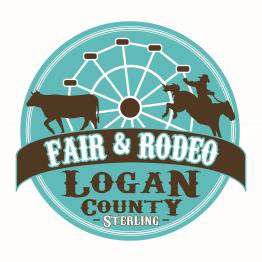 FAIR & RODEO
LOGAN
COUNTY
- STERLING -